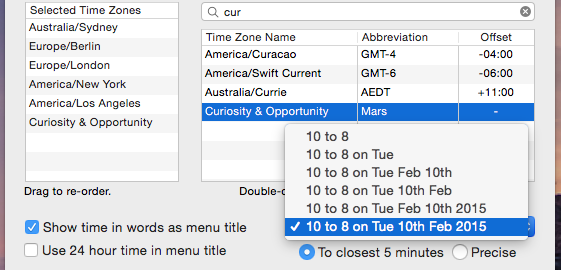 Selected Time Zones
Australia/Sydney
Europe/Berlin
Europe/London
America/New York
America/Los Angeles
Curiosity & Opportunity
Drag to re-order.
cur
Time Zone Name Abbreviation Offset
America/Curacao GMT-4 -04:00
America/Swift Current GMT-6 -06:00
Australia/Currie AEDT +11:00
Curiosity & Opportunity Mars -
10 to 8
10 to 8 on Tue
10 to 8 on Tue Feb 10th
10 to 8 on Tue 10th Feb
10 to 8 on Tue Feb 10th 2015
✓ 10 to 8 on Tue 10th Feb 2015
Show time in words as menu title
Use 24 hour time in menu title
To closest 5 minutes Precise